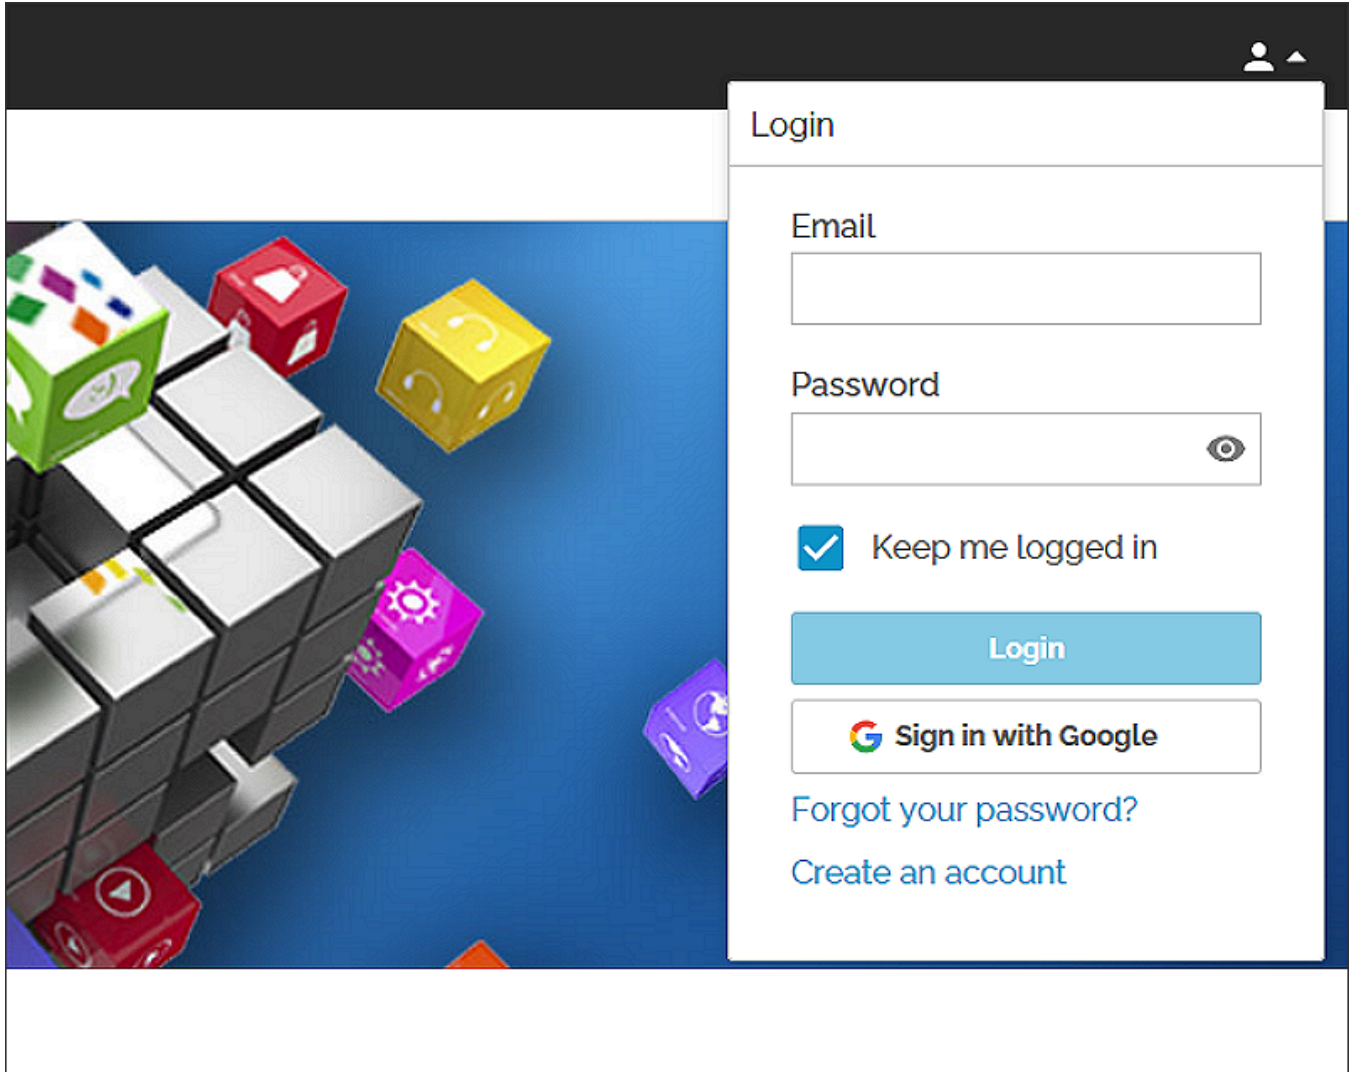 Login
Email
Password
Keep me logged in
Login
Sign in with Google
Forgot your password?
Create an account